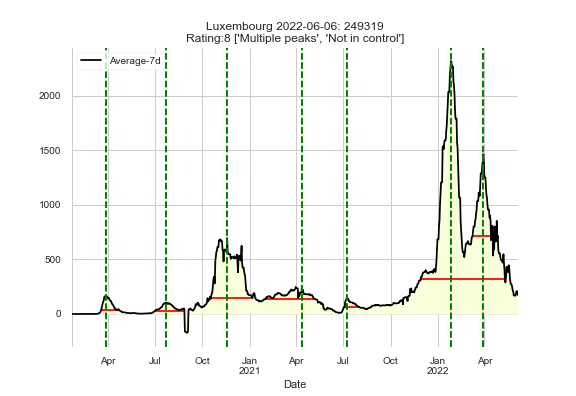 Luxembourg 2022-06-06: 249319
Rating:8 ['Multiple peaks', 'Not in control']
Average-7d
2000
1500
1000
500
0
Apr Jul Oct Jan Apr Jul Oct Jan Apr
2021 2022
Date